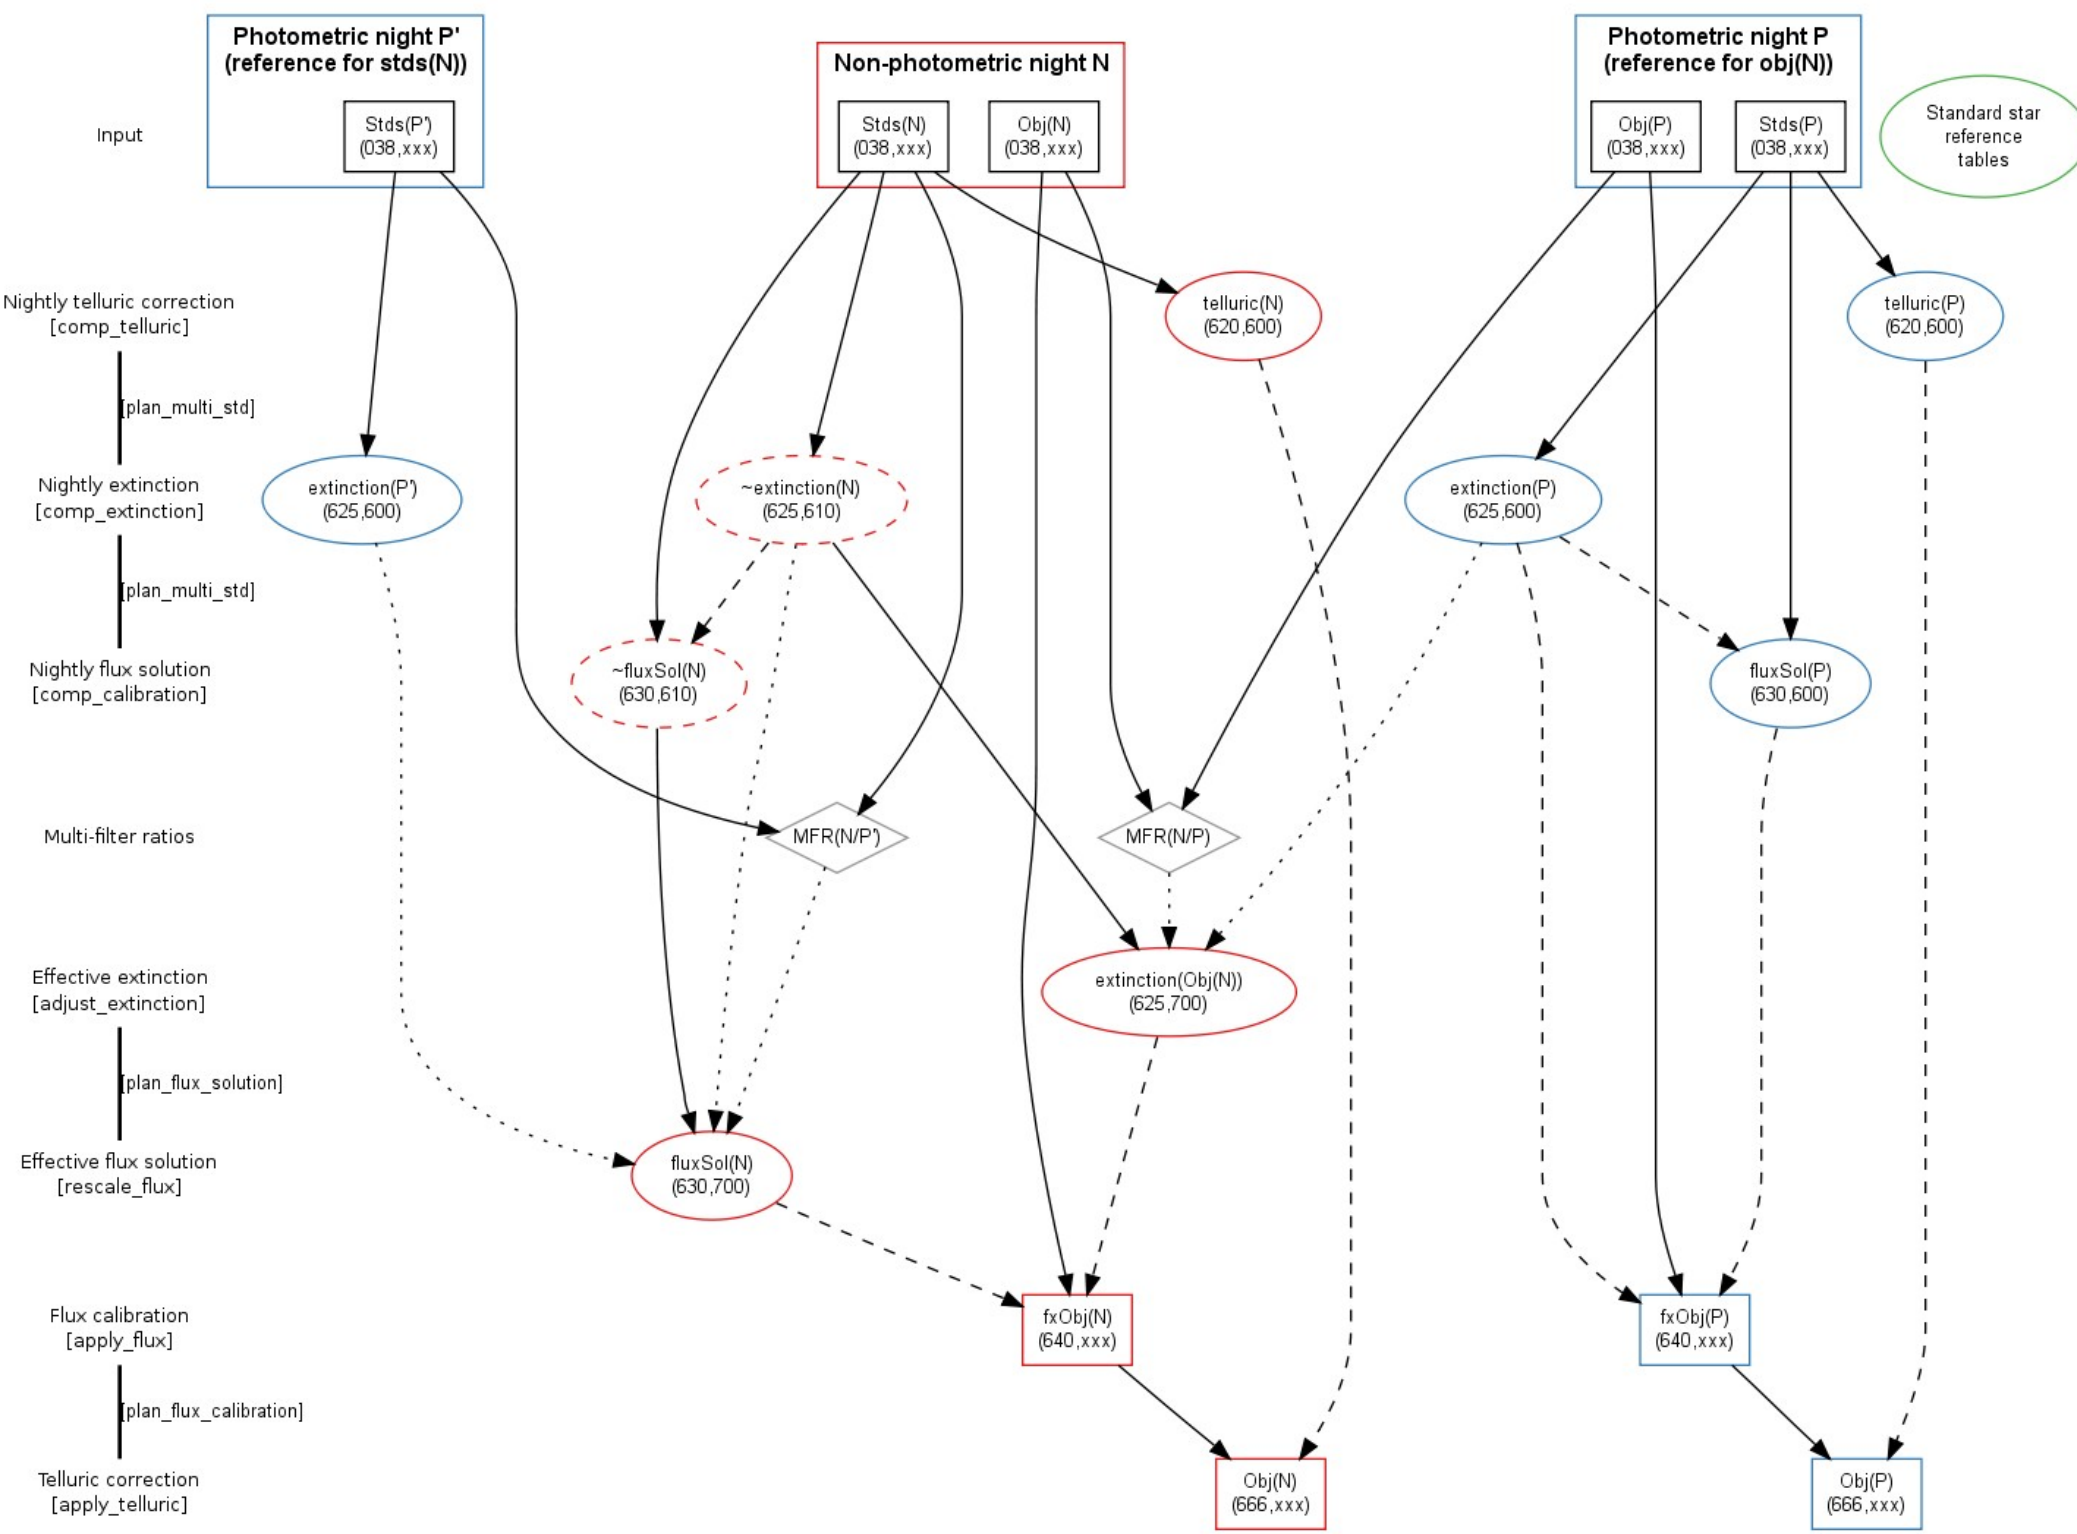 Photometric night P'
(reference for stds(N))
Non-photometric night N
Photometric night P
(reference for obj(N))
Input
Stds(P')
(038,xxx)
Stds(N)
(038,xxx)
Obj(N)
(038,xxx)
Obj(P)
(038,xxx)
Stds(P)
(038,xxx)
Standard star
reference
tables
Nightly telluric correction
[comp_telluric]
telluric(N)
(620,600)
telluric(P)
(620,600)
[plan_multi_std]
Nightly extinction
[comp_extinction]
extinction(P')
(625,600)
~extinction(N)
(625,610)
extinction(P)
(625,600)
[plan_multi_std]
Nightly flux solution
[comp_calibration]
~fluxSol(N)
(630,610)
fluxSol(P)
(630,600)
Multi-filter ratios
MFR(N/P')
MFR(N/P)
Effective extinction
[adjust_extinction]
extinction(Obj(N))
(625,700)
[plan_flux_solution]
Effective flux solution
[rescale_flux]
fluxSol(N)
(630,700)
Flux calibration
[apply_flux]
fxObj(N)
(640,xxx)
fxObj(P)
(640,xxx)
[plan_flux_calibration]
Telluric correction
[apply_telluric]
Obj(N)
(666,xxx)
Obj(P)
(666,xxx)